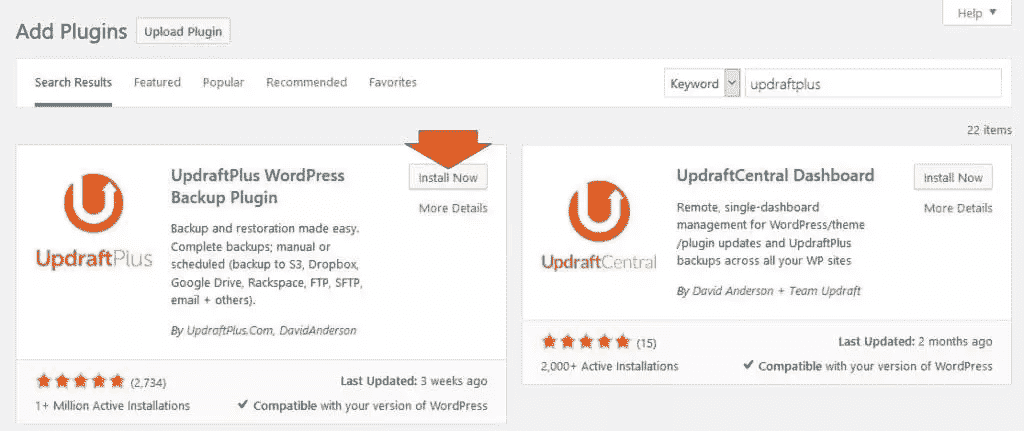 Help ▼
Add Plugins Upload Plugin
Search Results Featured Popular Recommended Favorites Keyword updraftplus
22 items
UpdraftPlus
UpdraftPlus WordPress
Backup Plugin
Install Now
More Details
Backup and restoration made easy.
Complete backups; manual or
scheduled (backup to S3, Dropbox,
Google Drive, Rackspace, FTP, SFTP,
email + others).
By UpdraftPlus.Com, DavidAnderson
(2,734)
Last Updated: 3 weeks ago
1+ Million Active Installations
✔ Compatible with your version of WordPress
UpdraftCentral
UpdraftCentral Dashboard
Install Now
More Details
Remote, single-dashboard
management for WordPress/theme
/plugin updates and UpdraftPlus
backups across all your WP sites
By David Anderson + Team Updraft
(15)
Last Updated: 2 months ago
2,000+ Active Installations
✔ Compatible with your version of WordPress